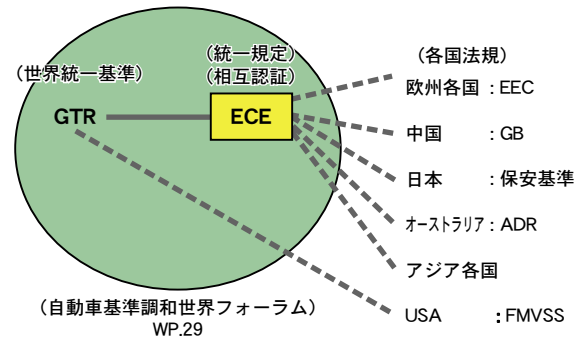 (統一規定)
(相互認証)
(世界統一基準)
GTR
ECE
(各国法規)
欧州各国 : EEC
中国 : GB
日本 : 保安基準
ｵｰｽﾄﾗﾘｱ : ADR
アジア各国
USA : FMVSS
(自動車基準調和世界フォーラム)
WP.29